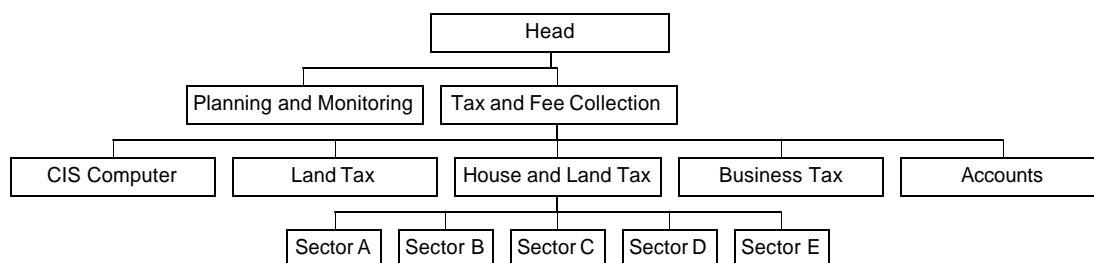 Head
Planning and Monitoring
Tax and Fee Collection
CIS Computer
Land Tax
House and Land Tax
Business Tax
Accounts
Sector A
Sector B
Sector C
Sector D
Sector E